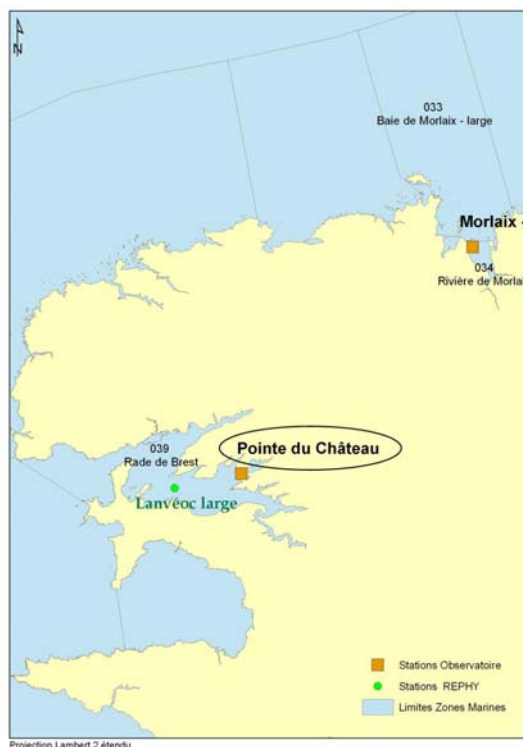 033
Baie de Morlaix - large
Morlaix -
034
Rivière de Morlaix
Pointe du Château
039
Rade de Brest
Lanvéoc large
Stations Observatoire
Stations REPHY
Limites Zones Marines
Projection Lambert 2 étendu